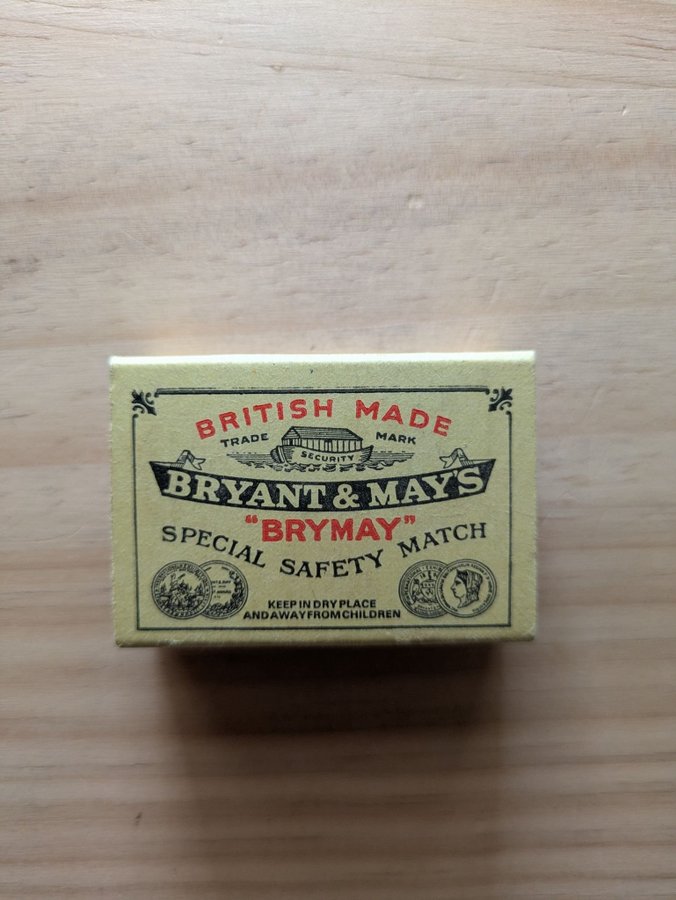 BRITISH MADE
TRADE MARK
SECURITY
BRYANT & MAY'S
"BRYMAY"
SPECIAL SAFETY MATCH
KEEP IN DRY PLACE
AND AWAY FROM CHILDREN